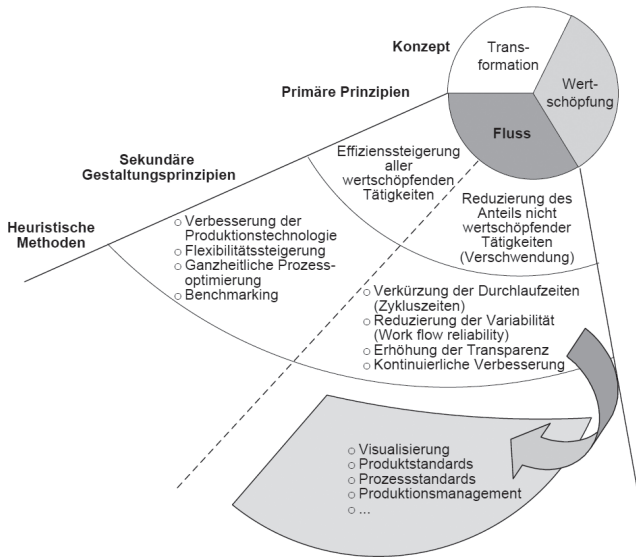 Konzept
Trans-
formation
Wert-
schöpfung
Primäre Prinzipien
Fluss
Sekundäre
Gestaltungsprinzipien
Effizienssteigerung
aller
wertschöpfenden
Tätigkeiten
Reduzierung des
Anteils nicht
wertschöpfender
Tätigkeiten
(Verschwendung)
Heuristische
Methoden
○ Verbesserung der
Produktionstechnologie
○ Flexibilitätssteigerung
○ Ganzheitliche Prozess-
optimierung
○ Benchmarking
○ Verkürzung der Durchlaufzeiten
(Zykluszeiten)
○ Reduzierung der Variabilität
(Work flow reliability)
○ Erhöhung der Transparenz
○ Kontinuierliche Verbesserung
○ Visualisierung
○ Produktstandards
○ Prozessstandards
○ Produktionsmanagement
○ ...